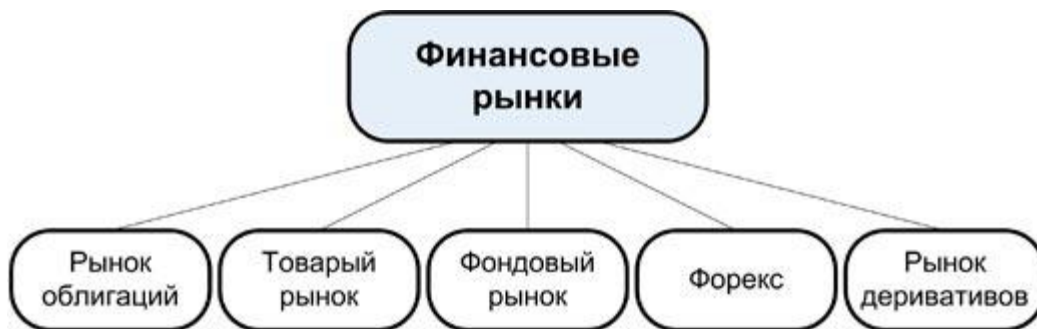 Финансовые
рынки
Рынок
облигаций
Товарый
рынок
Фондовый
рынок
Форекс
Рынок
деривативов